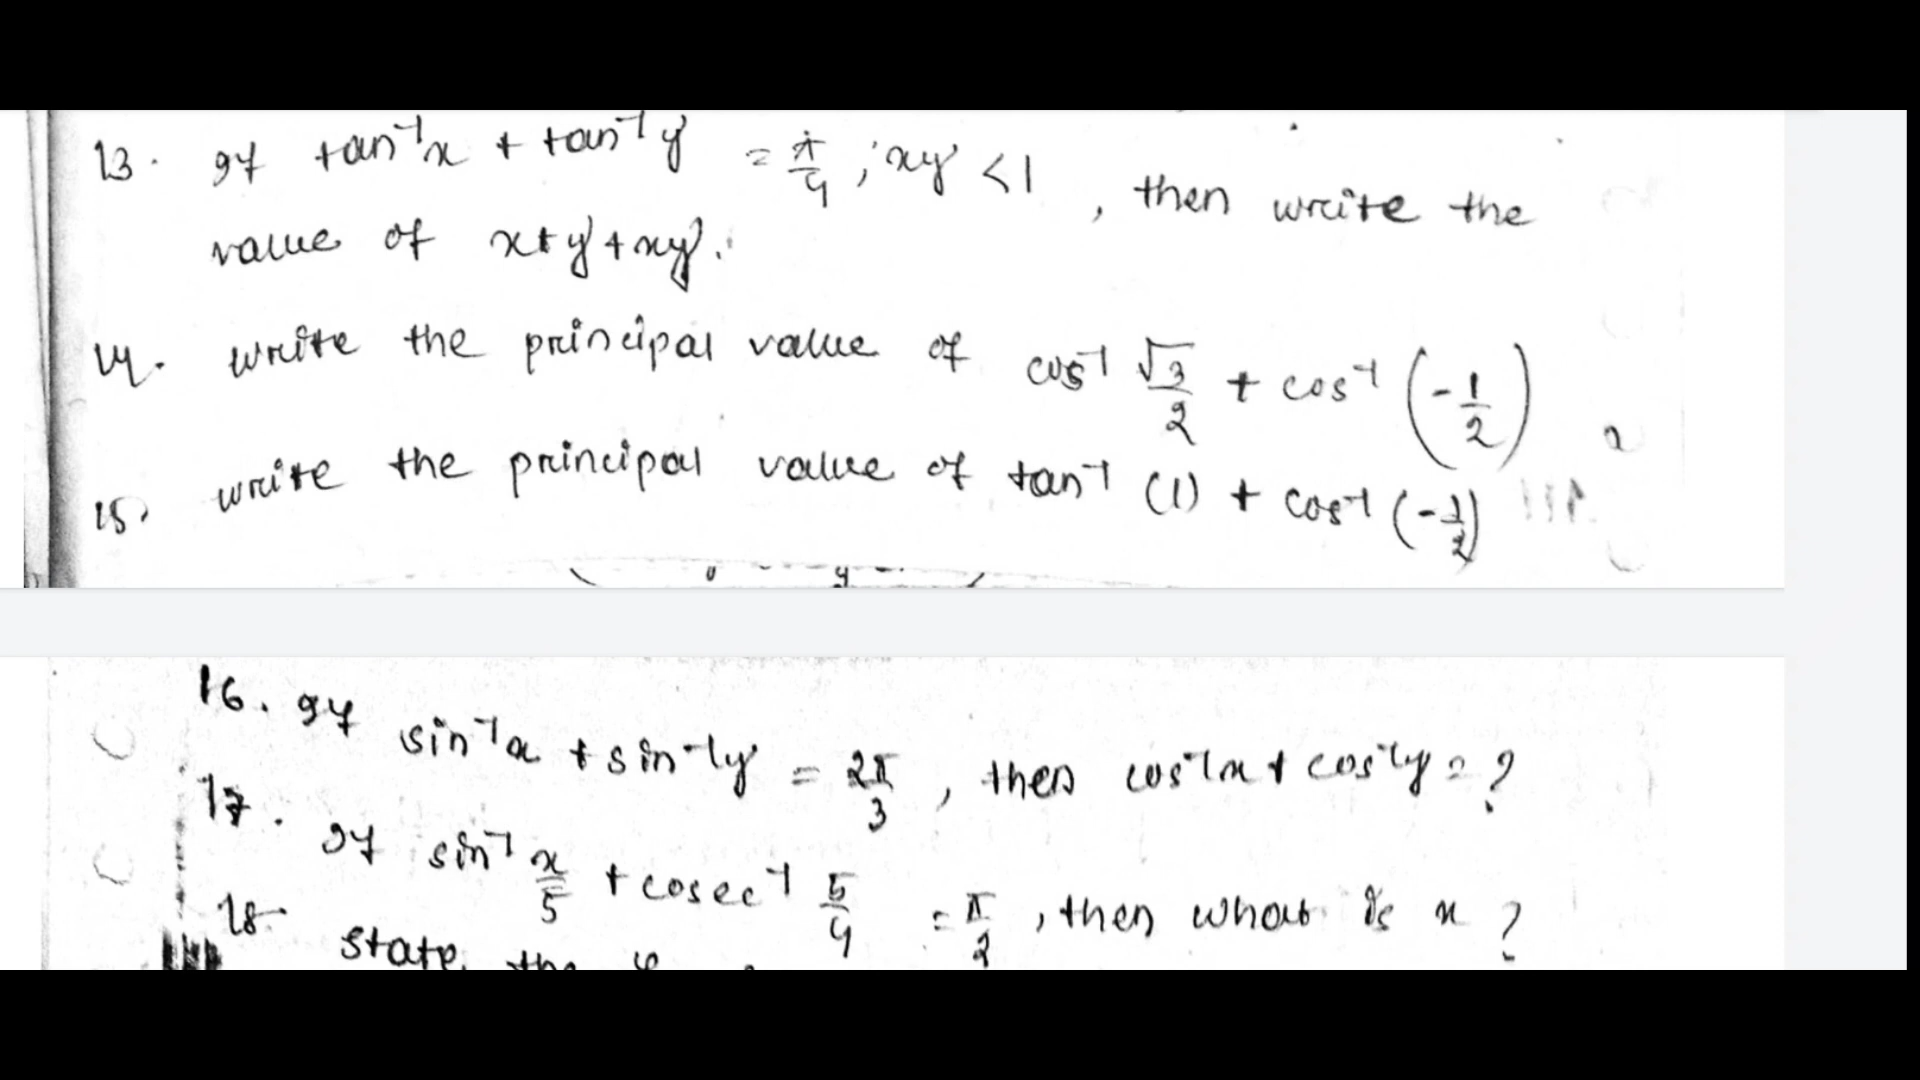 13. If tan⁻¹x + tan⁻¹y = π/4, xy < 1, then write the
value of x+y+xy.
14. write the principal value of cos⁻¹ √3/2 + cos⁻¹ (-1/2)
15. write the principal value of tan⁻¹ (1) + cos⁻¹ (-1/2)
16. If sin⁻¹x + sin⁻¹y = 2π/3, then cos⁻¹x + cos⁻¹y = ?
17. If sin⁻¹ x/5 + cosec⁻¹ 5/4 = π/2, then what is x ?
18. state the